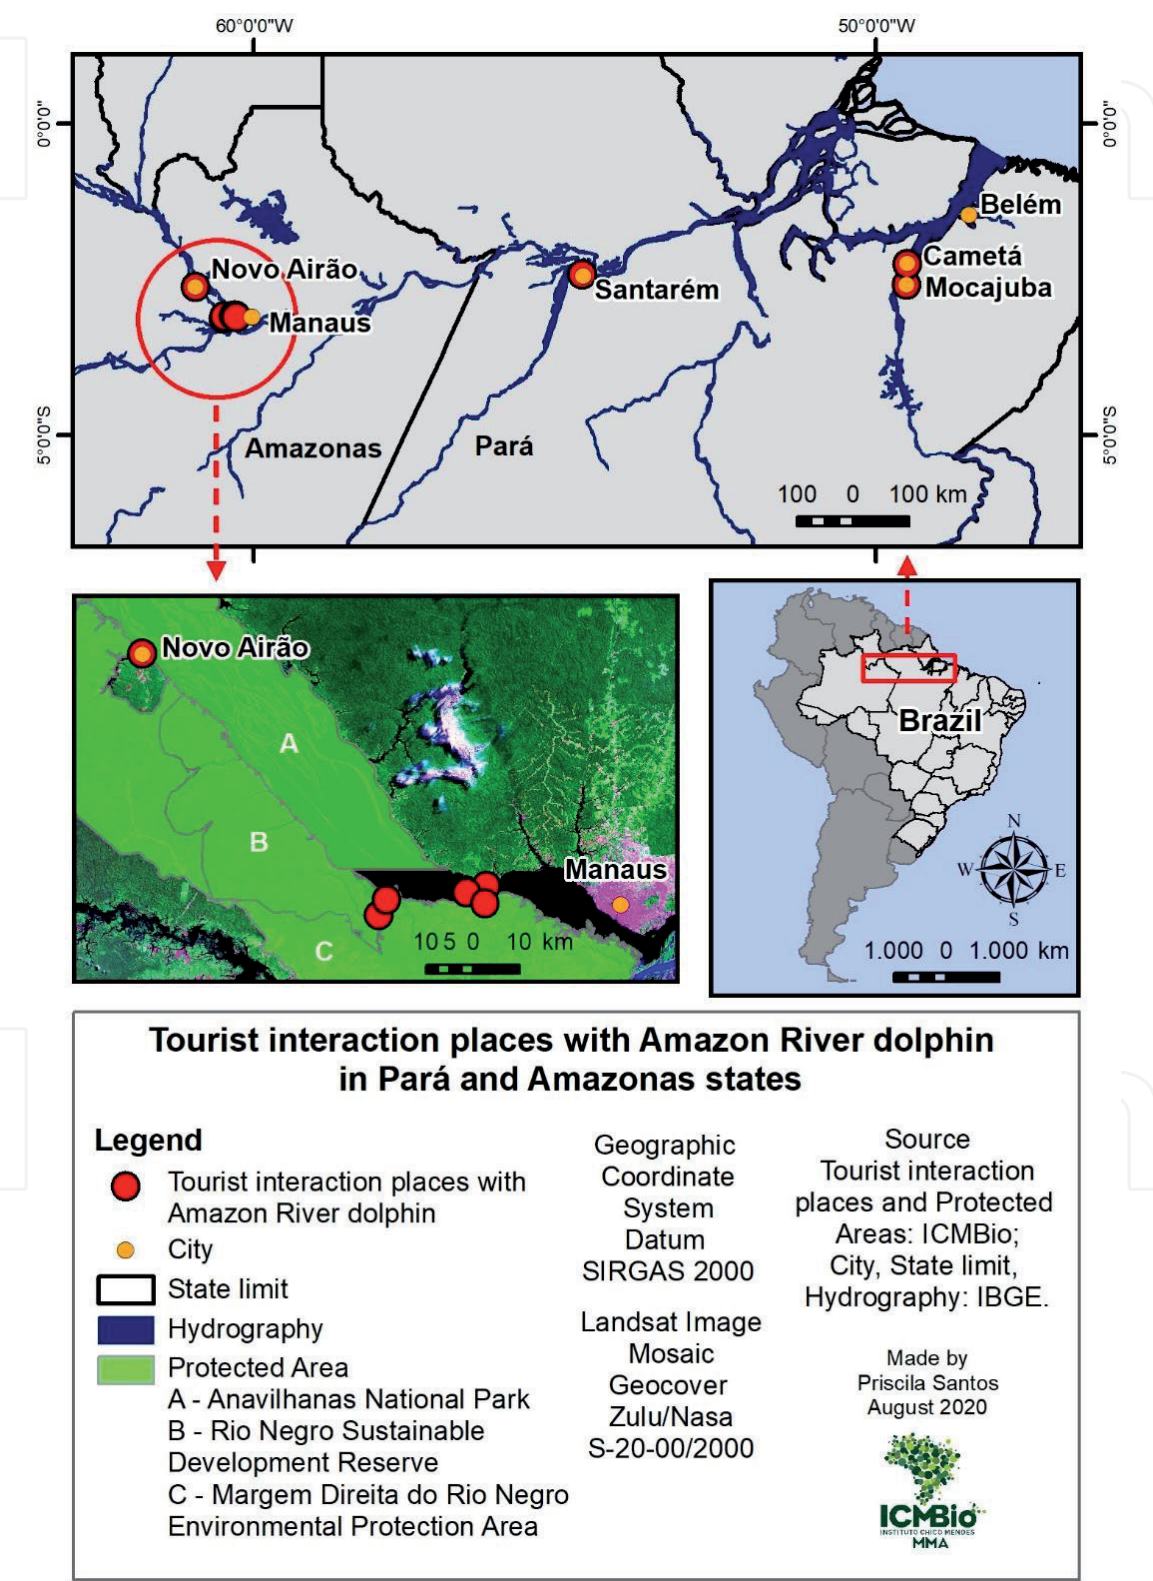 60°0'0"W
50°0'0"W
0°0'0"
0°0'0"
Belém
Novo Airão
Cametá
Santarém
Mocajuba
Manaus
5°0'0"S
5°0'0"S
Amazonas
Pará
100 0 100 km
Novo Airão
A
B
C
Manaus
10 5 0 10 km
Brazil
N
W
E
S
1.000 0 1.000 km
Tourist interaction places with Amazon River dolphin
in Pará and Amazonas states
Legend
Tourist interaction places with
Amazon River dolphin
City
State limit
Hydrography
Protected Area
A - Anavilhanas National Park
B - Rio Negro Sustainable
Development Reserve
C - Margem Direita do Rio Negro
Environmental Protection Area
Geographic
Coordinate
System
Datum
SIRGAS 2000
Landsat Image
Mosaic
Geocover
Zulu/Nasa
S-20-00/2000
Source
Tourist interaction
places and Protected
Areas: ICMBio;
City, State limit,
Hydrography: IBGE.
Made by
Priscila Santos
August 2020
ICMBio
INSTITUTO CHICO MENDES
MMA